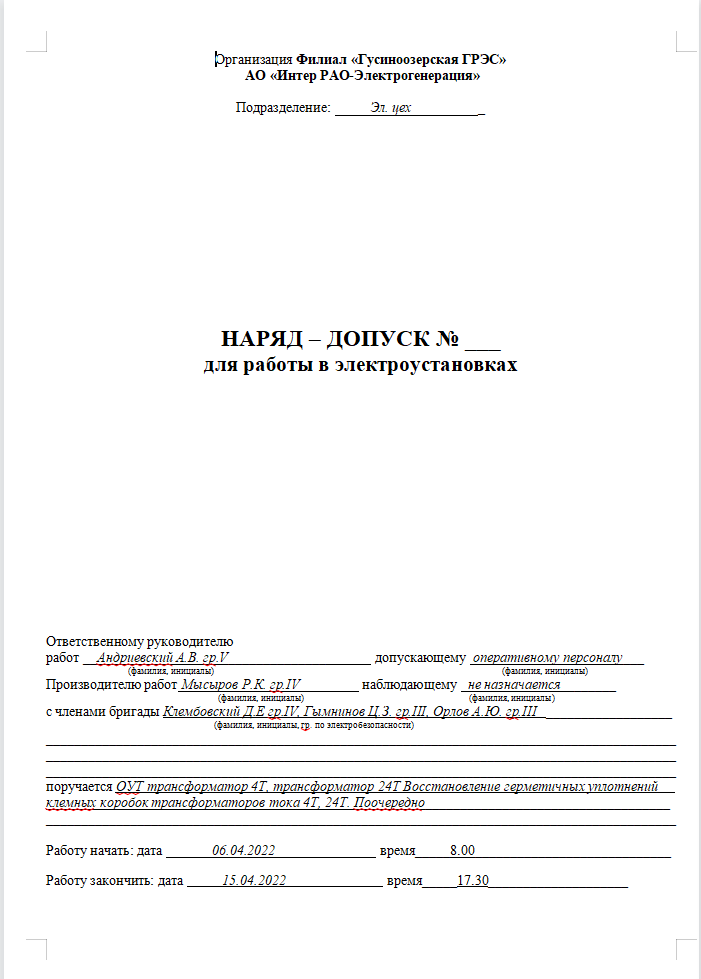 Организация Филиал «Гусиноозерская ГРЭС»
АО «Интер РАО-Электрогенерация»
Подразделение: Эл. цех
НАРЯД – ДОПУСК № ___
для работы в электроустановках
Ответственному руководителю
работ Андриевский А.В. гр.V допускающему оперативному персоналу
(фамилия, инициалы) (фамилия, инициалы)
Производителю работ Мысыров Р.К. гр.IV наблюдающему не назначается
(фамилия, инициалы) (фамилия, инициалы)
с членами бригады Клембовский Д.Е гр.IV, Гымнинов Ц.З. гр.III, Орлов А.Ю. гр.III
(фамилия, инициалы, гр. по электробезопасности)
поручается ОУТ трансформатор 4Т, трансформатор 24Т Восстановление герметичных уплотнений
клемных коробок трансформаторов тока 4Т, 24Т. Поочередно
Работу начать: дата 06.04.2022 время 8.00
Работу закончить: дата 15.04.2022 время 17.30